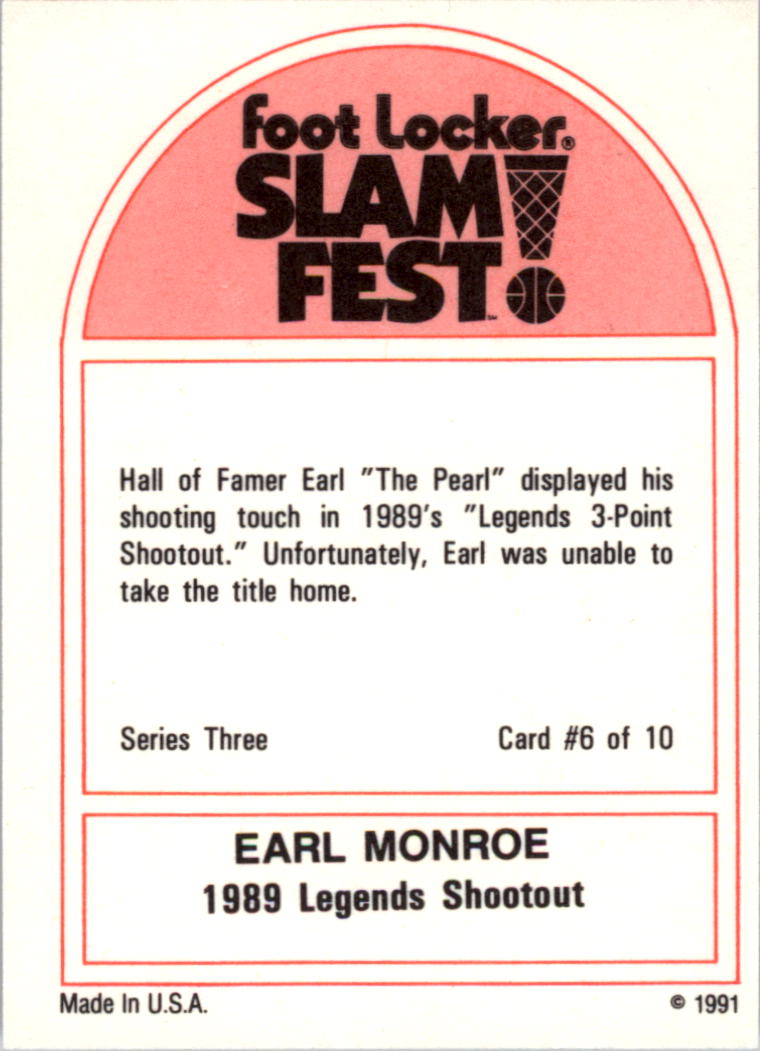 foot Locker®
SLAM
FEST℠
Hall of Famer Earl "The Pearl" displayed his
shooting touch in 1989's "Legends 3-Point
Shootout." Unfortunately, Earl was unable to
take the title home.
Series Three Card #6 of 10
EARL MONROE
1989 Legends Shootout
Made In U.S.A. © 1991